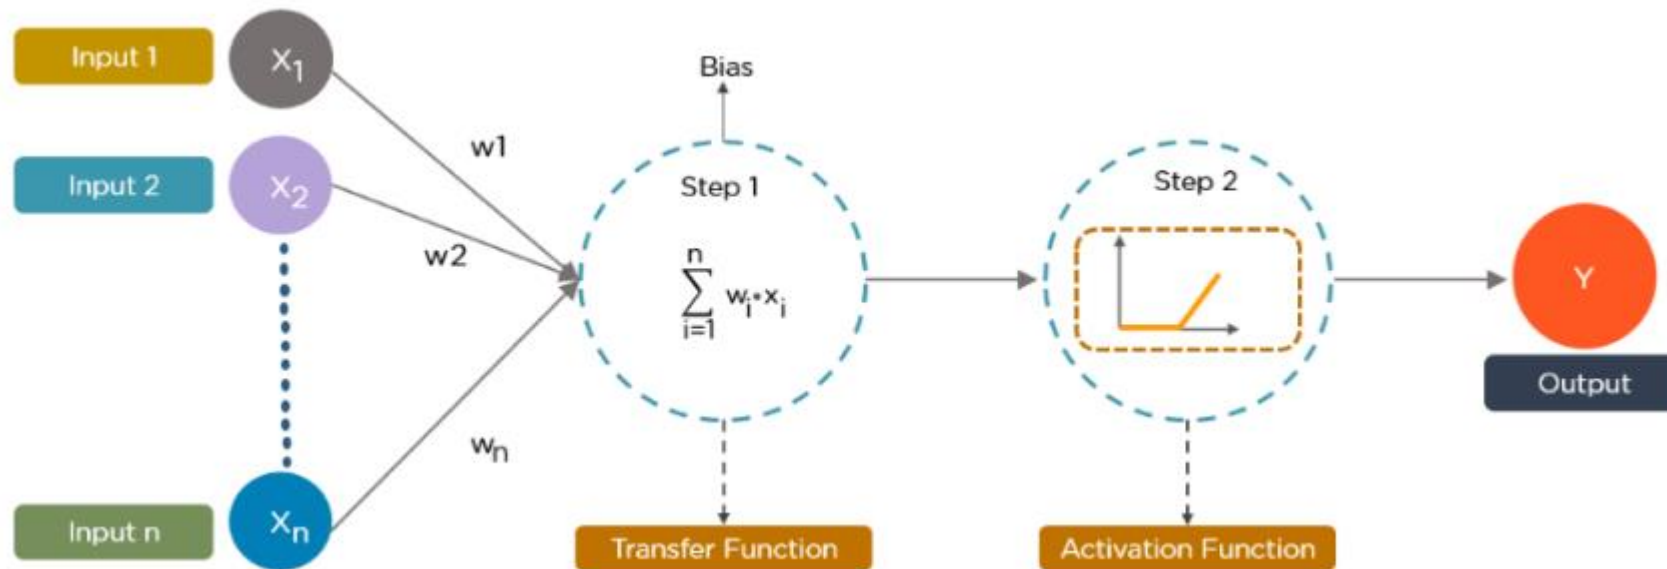 Input 1
X1
w1
Input 2
X2
w2
Input n
Xn
wn
Bias
Step 1
n
∑ wi·xi
i=1
Transfer Function
Step 2
Activation Function
Y
Output